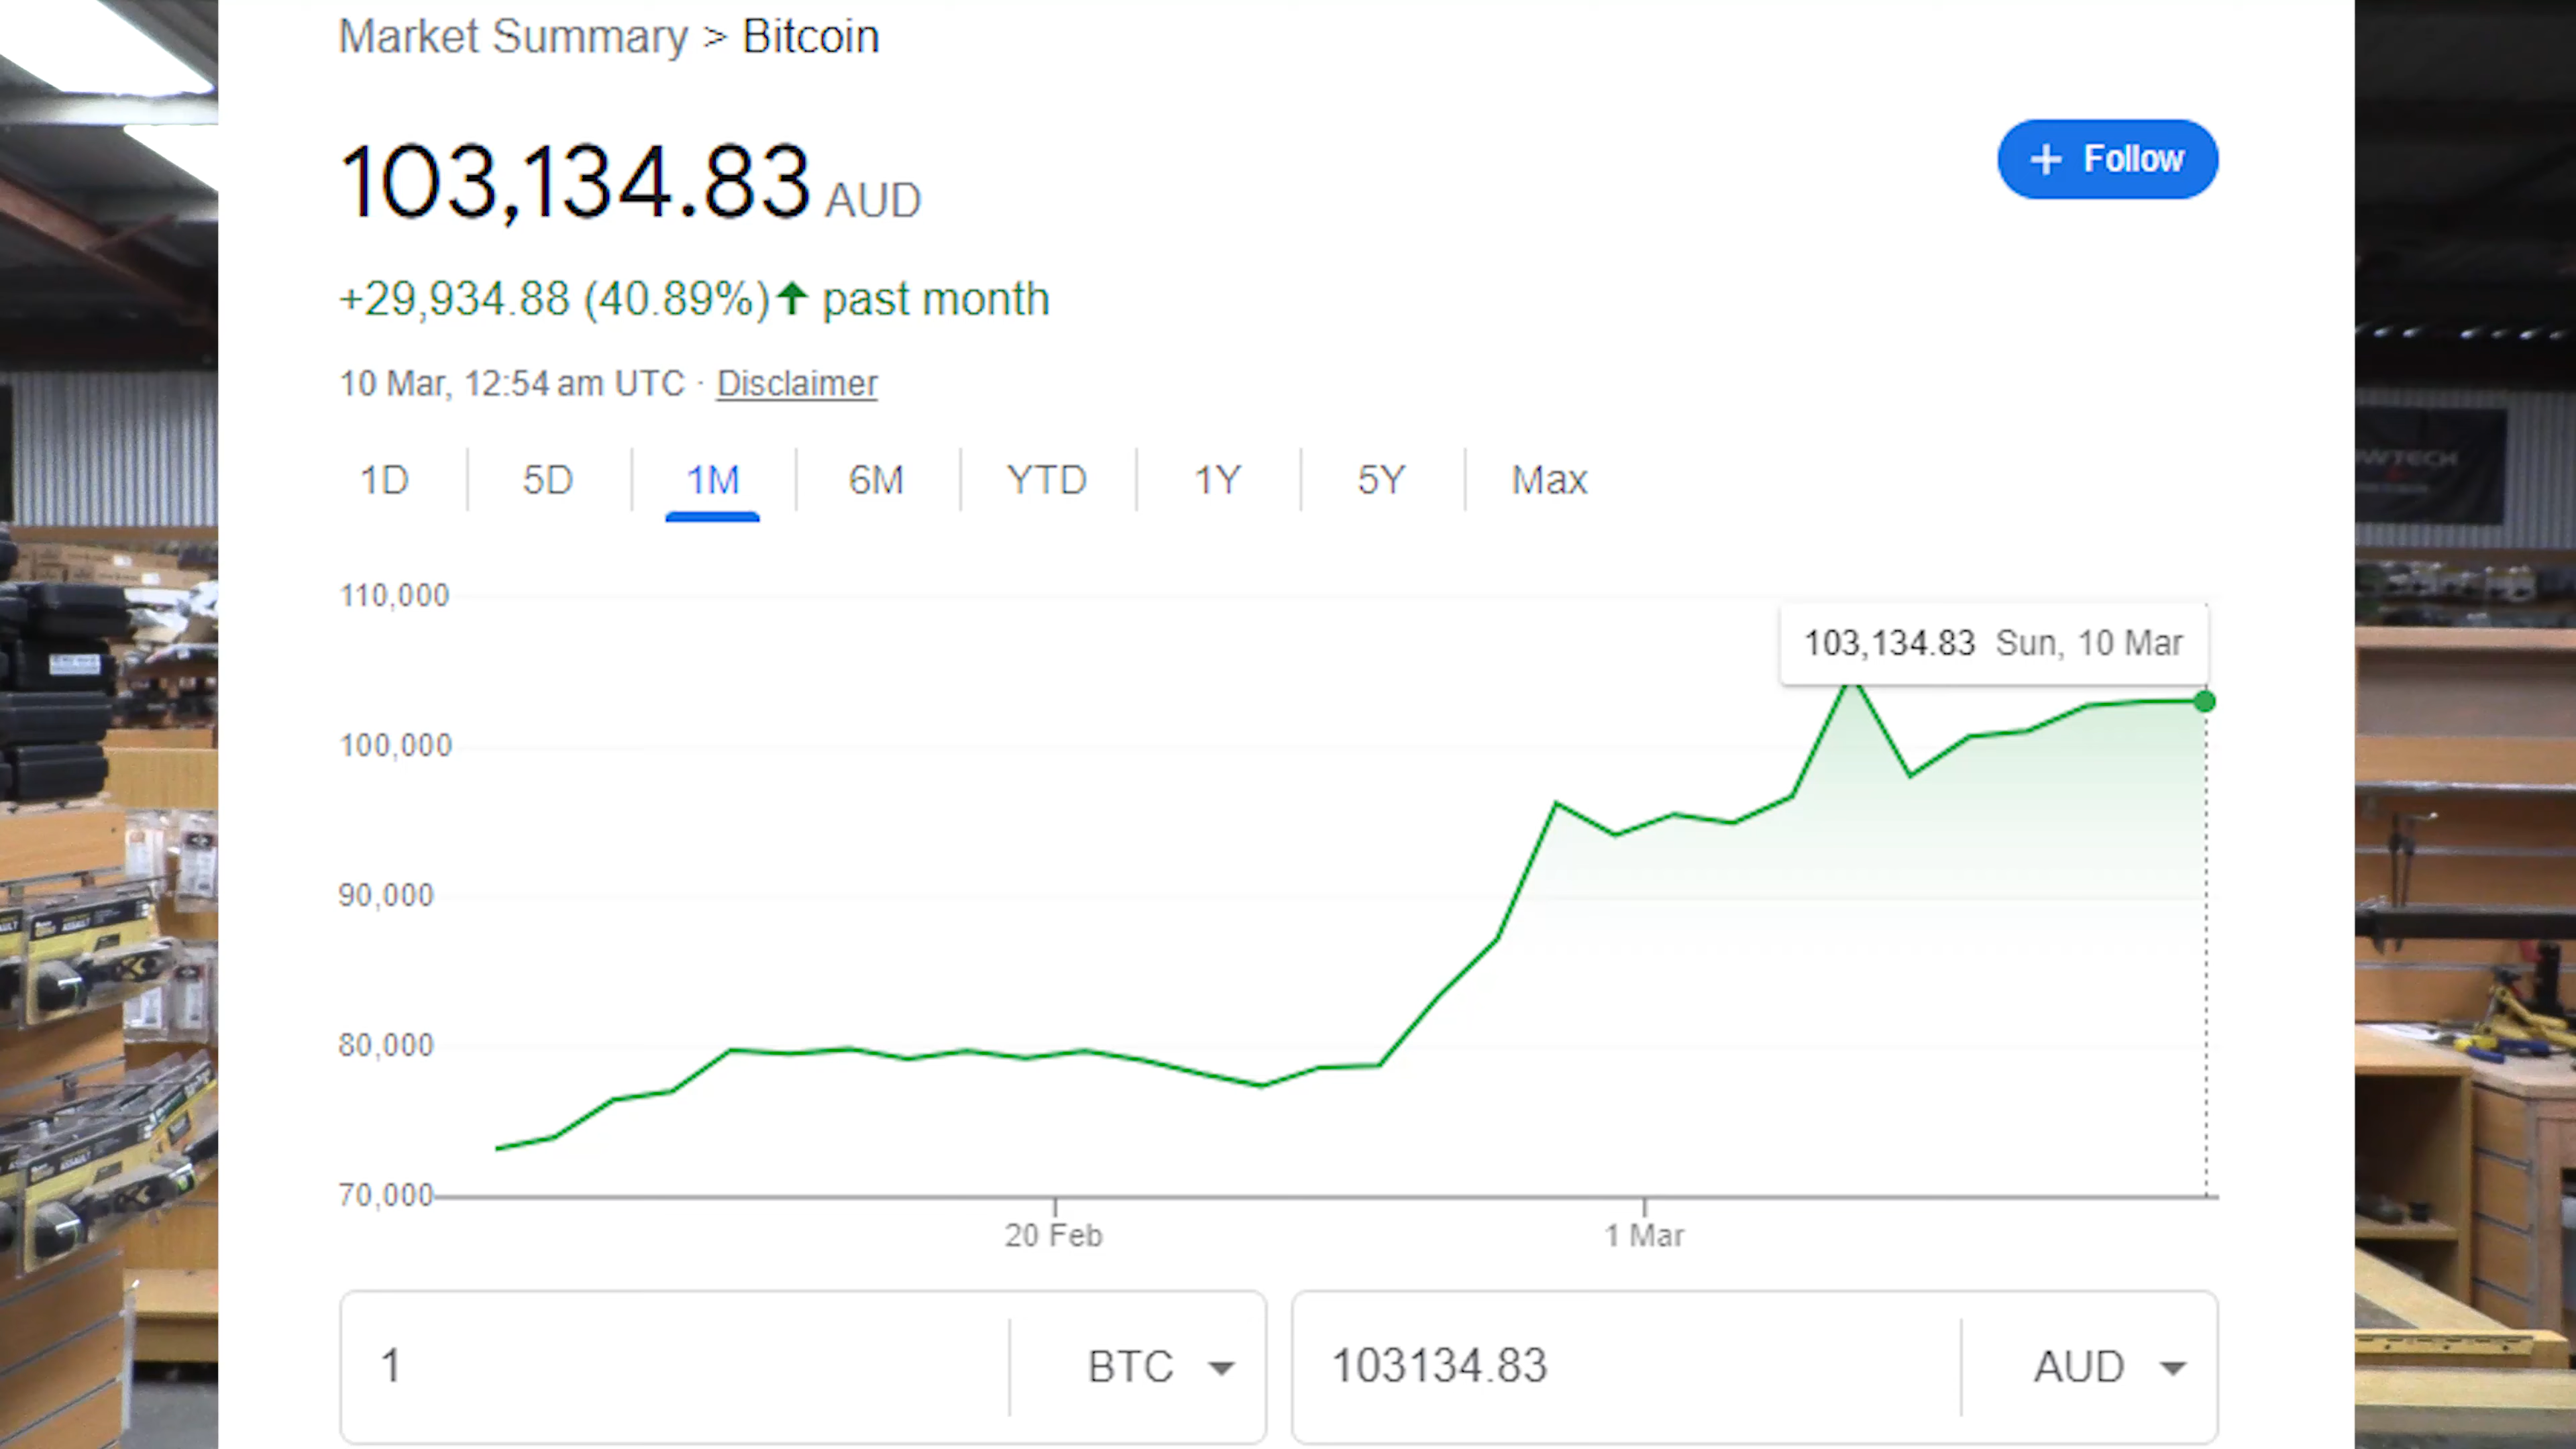 Market Summary > Bitcoin
103,134.83 AUD
+ Follow
+29,934.88 (40.89%) past month
10 Mar, 12:54 am UTC · Disclaimer
1D 5D 1M 6M YTD 1Y 5Y Max
110,000
103,134.83 Sun, 10 Mar
100,000
90,000
80,000
70,000
20 Feb 1 Mar
1 BTC 103134.83 AUD
ASSAULT
ASSAULT